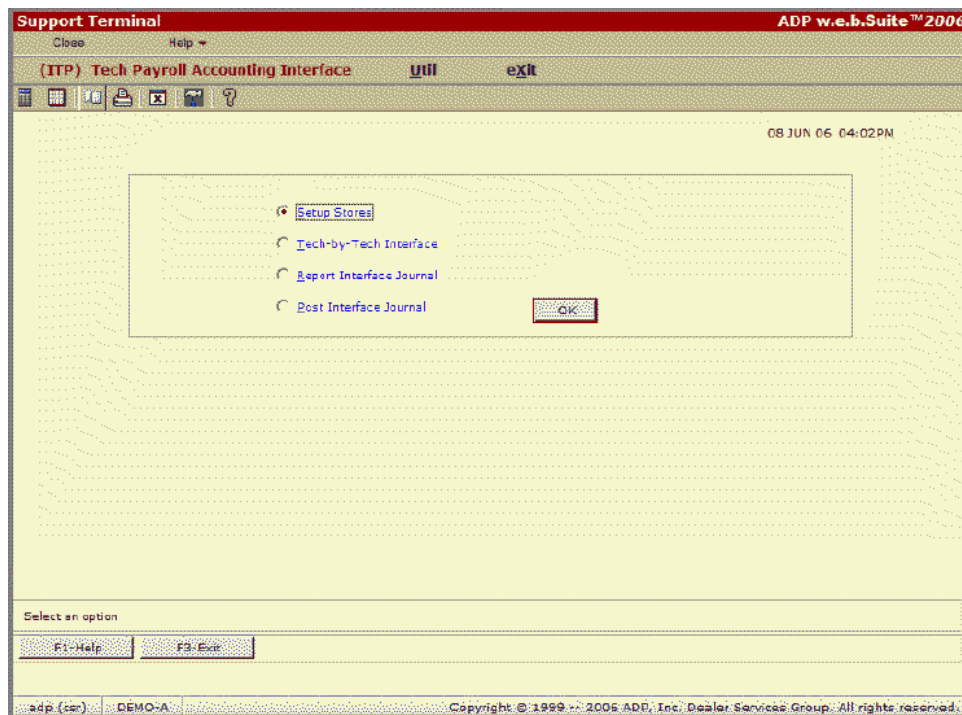 Support Terminal ADP w.e.b.Suite™2006
Close Help
(ITP) Tech Payroll Accounting Interface Util eXit
08 JUN 06 04:02PM
Setup Stores
Tech-by-Tech Interface
Report Interface Journal
Post Interface Journal OK
Select an option
F1-Help F3-Exit
adp (csr) DEMO-A Copyright © 1999 -- 2006 ADP, Inc. Dealer Services Group. All rights reserved.